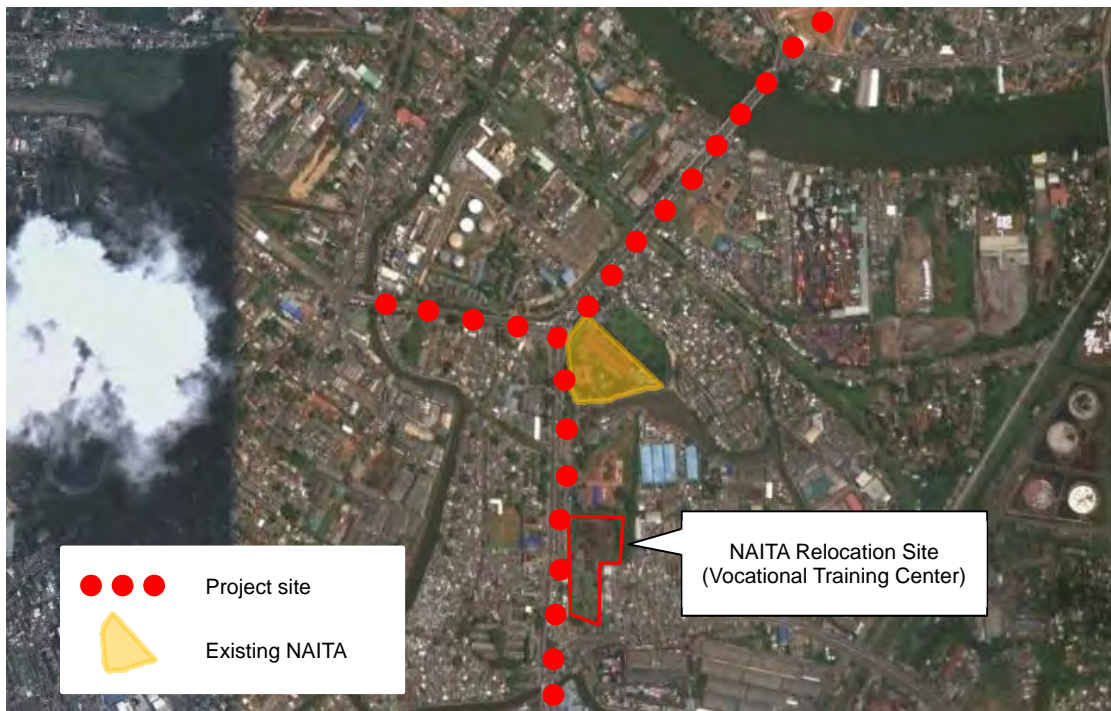 NAITA Relocation Site
(Vocational Training Center)
Project site
Existing NAITA